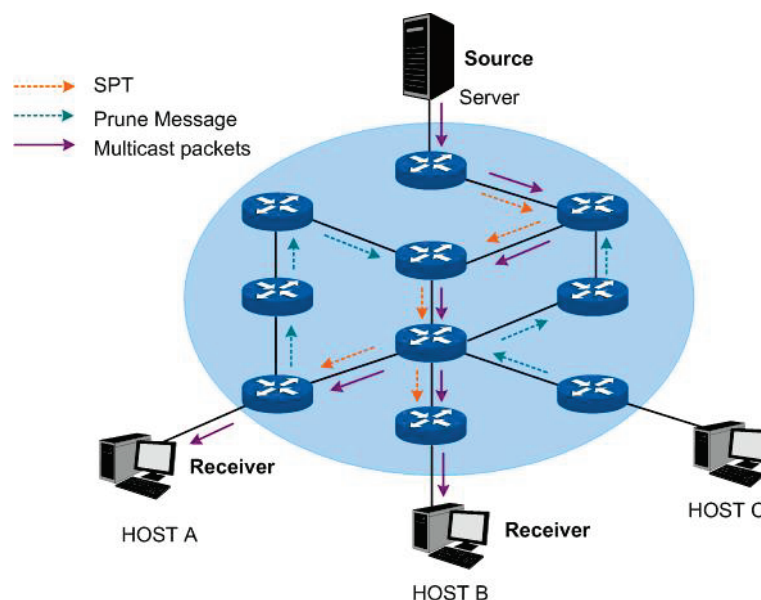 SPT
Prune Message
Multicast packets
Source
Server
Receiver
HOST A
Receiver
HOST B
HOST C